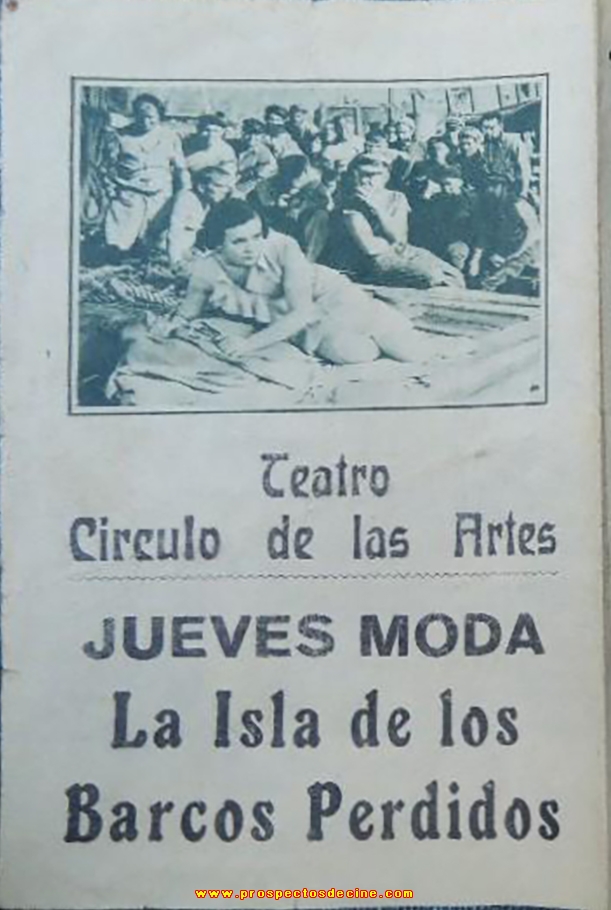 Teatro
Circulo de las Artes
JUEVES MODA
La Isla de los
Barcos Perdidos
www.prospectosdecine.com